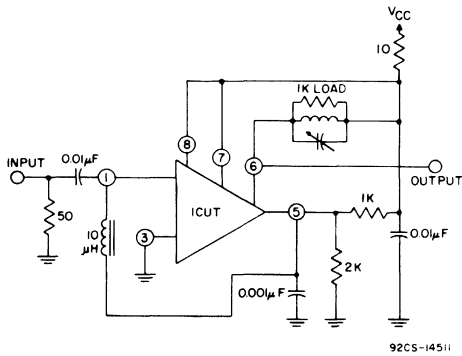 VCC
10
1K LOAD
8
7
6
INPUT
0.01µF
1
OUTPUT
50
ICUT
10
µH
3
5
1K
0.01µF
2K
0.001µF
92CS-14511